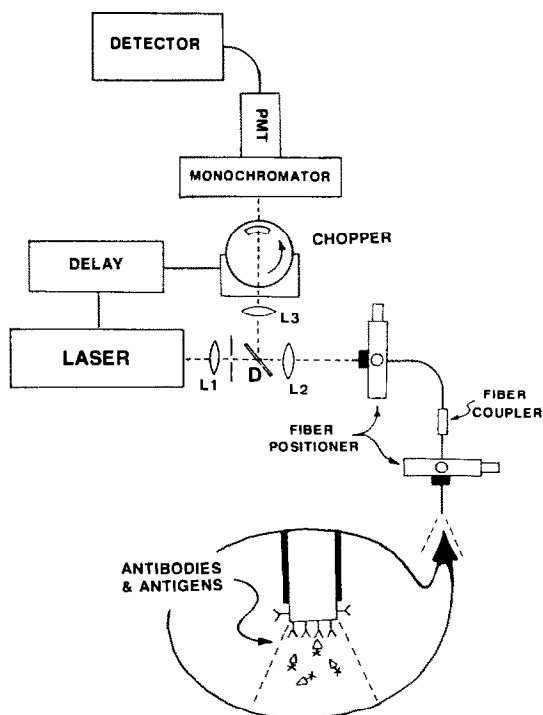 DETECTOR
PMT
MONOCHROMATOR
CHOPPER
DELAY
L3
LASER
L1
D
L2
FIBER
COUPLER
FIBER
POSITIONER
ANTIBODIES
& ANTIGENS